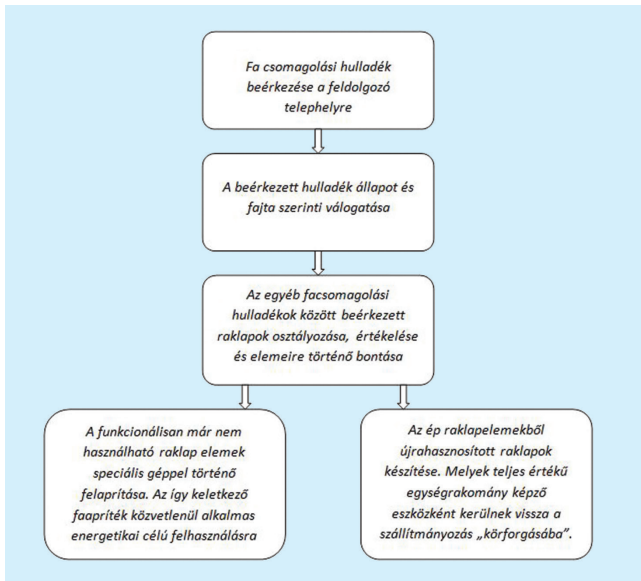 Fa csomagolási hulladék
beérkezése a feldolgozó
telephelyre
A beérkezett hulladék állapot és
fajta szerinti válogatása
Az egyéb facsomagolási
hulladékok között beérkezett
raklapok osztályozása, értékelése
és elemeire történő bontása
A funkcionálisan már nem
használható raklap elemek
speciális géppel történő
felaprítása. Az így keletkező
faapríték közvetlenül alkalmas
energetikai célú felhasználásra
Az ép raklapelemekből
újrahasznosított raklapok
készítése. Melyek teljes értékű
egységrakomány képző
eszközként kerülnek vissza a
szállítmányozás „körforgásába”.